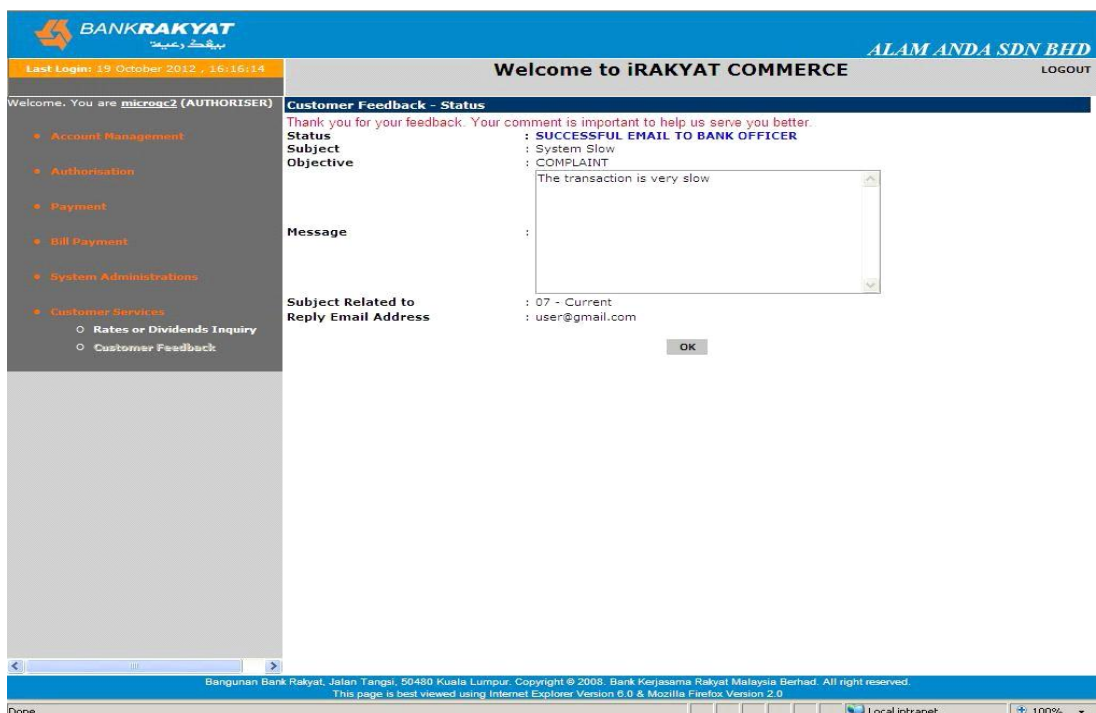 BANKRAKYAT
بيڠک رعيت
ALAM ANDA SDN BHD
Last Login: 19 October 2012 , 16:16:14
Welcome to iRAKYAT COMMERCE
LOGOUT
Welcome. You are microqc2 (AUTHORISER)
Account Management
Authorisation
Payment
Bill Payment
System Administrations
Customer Services
Rates or Dividends Inquiry
Customer Feedback
Customer Feedback - Status
Thank you for your feedback. Your comment is important to help us serve you better.
Status : SUCCESSFUL EMAIL TO BANK OFFICER
Subject : System Slow
Objective : COMPLAINT
Message : The transaction is very slow
Subject Related to : 07 - Current
Reply Email Address : user@gmail.com
OK
Bangunan Bank Rakyat, Jalan Tangsi, 50480 Kuala Lumpur. Copyright © 2008. Bank Kerjasama Rakyat Malaysia Berhad. All right reserved.
This page is best viewed using Internet Explorer Version 6.0 & Mozilla Firefox Version 2.0
Done
Local intranet
100%